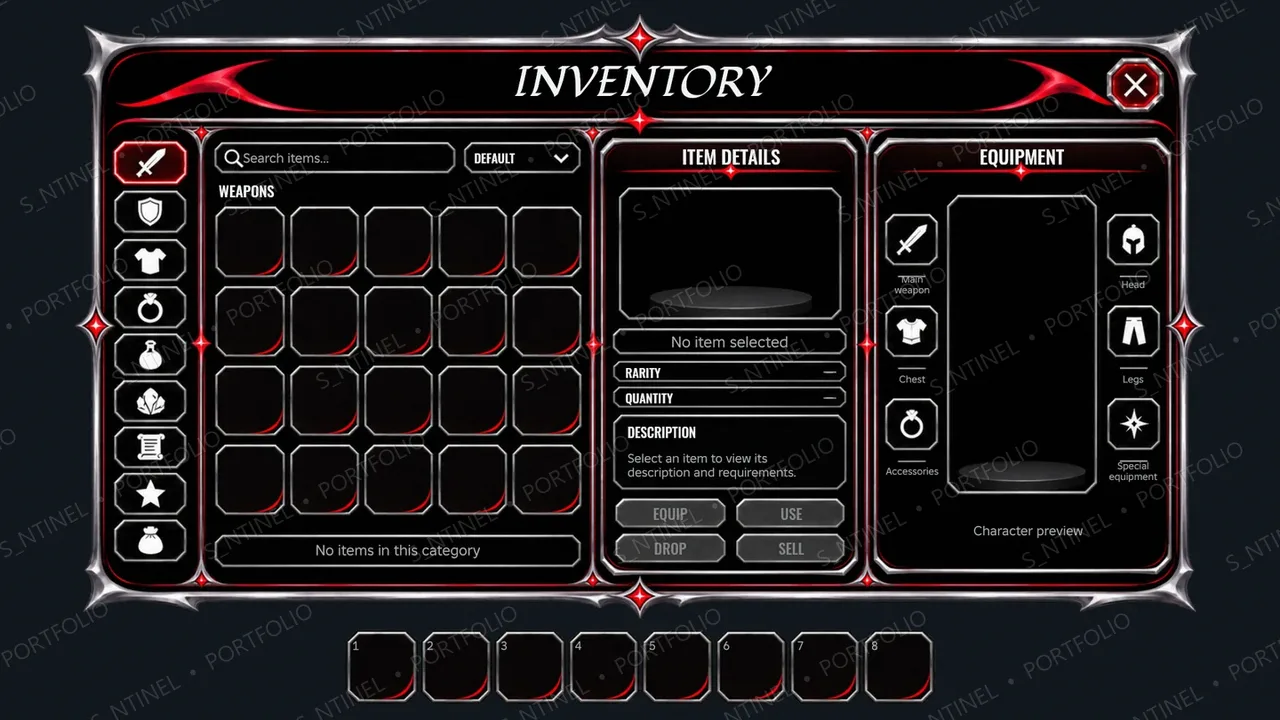 INVENTORY
Search items...
DEFAULT
WEAPONS
No items in this category
ITEM DETAILS
No item selected
RARITY —
QUANTITY —
DESCRIPTION
Select an item to view its
description and requirements.
EQUIP
USE
DROP
SELL
EQUIPMENT
Main
weapon
Head
Chest
Legs
Accessories
Special
equipment
Character preview
1
2
3
4
5
6
7
8
S_NTINEL • PORTFOLIO